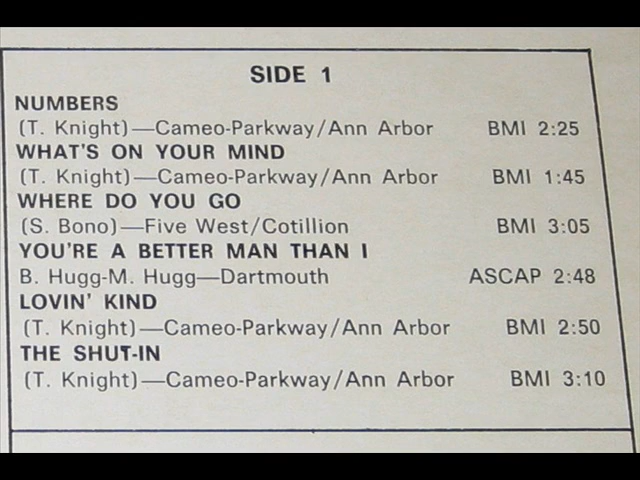 SIDE 1
NUMBERS
(T. Knight)—Cameo-Parkway/Ann Arbor BMI 2:25
WHAT'S ON YOUR MIND
(T. Knight)—Cameo-Parkway/Ann Arbor BMI 1:45
WHERE DO YOU GO
(S. Bono)—Five West/Cotillion BMI 3:05
YOU'RE A BETTER MAN THAN I
B. Hugg-M. Hugg—Dartmouth ASCAP 2:48
LOVIN' KIND
(T. Knight)—Cameo-Parkway/Ann Arbor BMI 2:50
THE SHUT-IN
(T. Knight)—Cameo-Parkway/Ann Arbor BMI 3:10